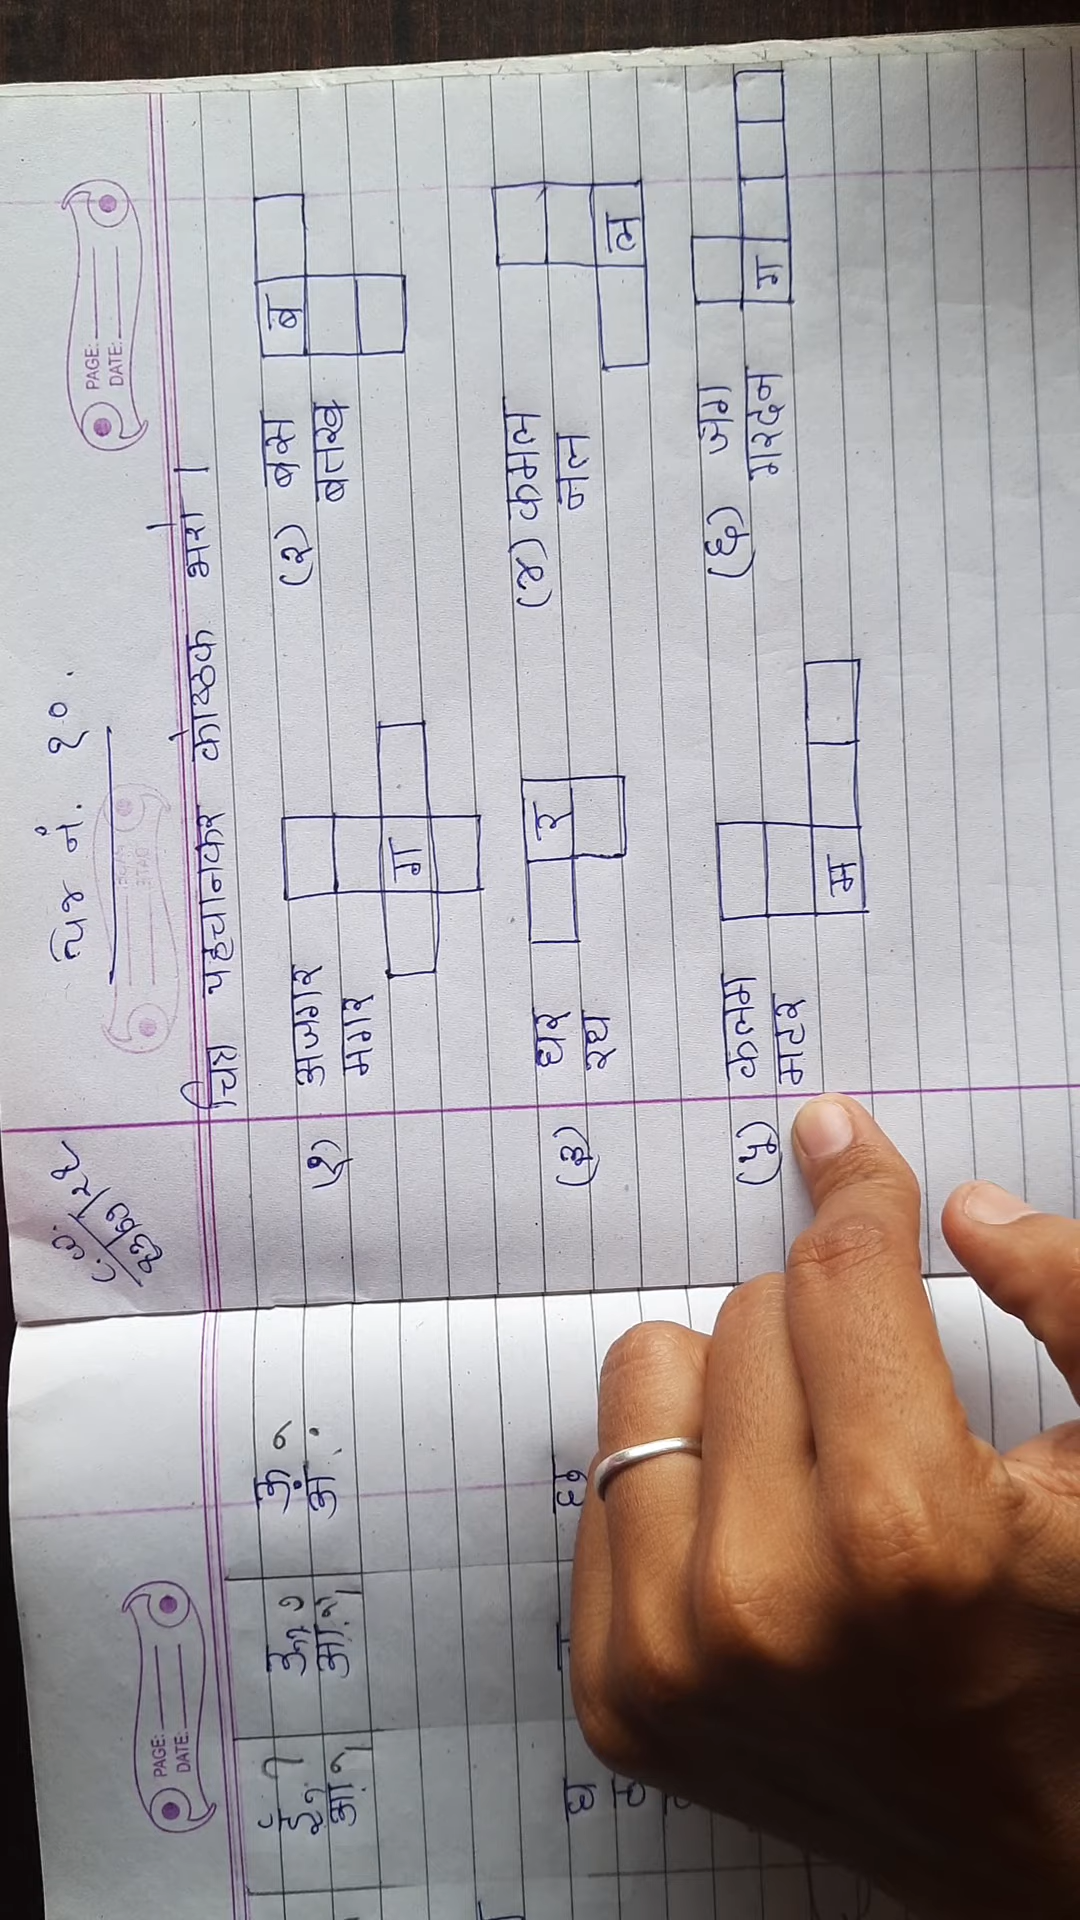 PAGE:
DATE:
क.अ.
पेज नं. १०.
चित्र पहचानकर कोष्ठक भरो ।
(१) अजगर
मगर
ग
(२) बस
बतख
ब
(३) घर
रथ
र
(४) कमल
नल
ल
(५) कलम
मटर
म
(६) जग
गरदन
ग
PAGE:
DATE:
घ
छ